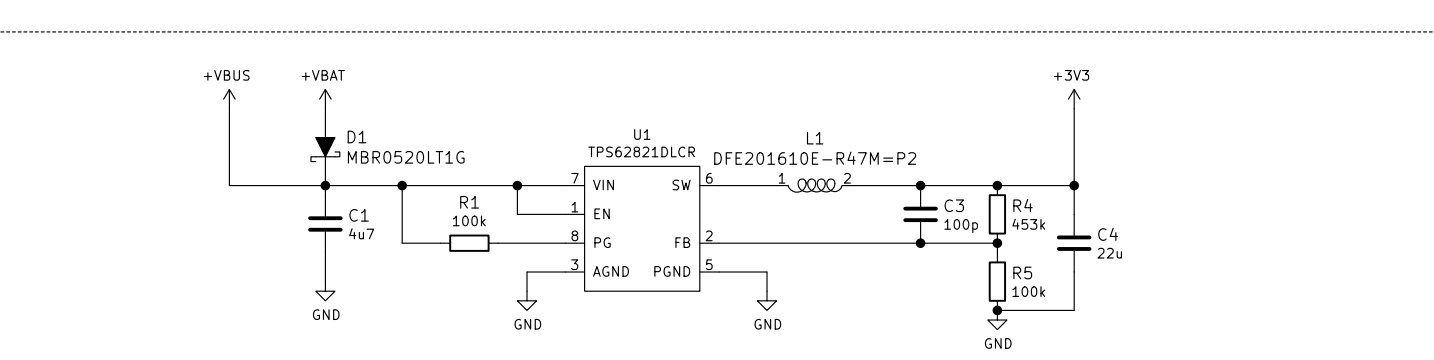 +VBUS
+VBAT
+3V3
D1
MBR0520LT1G
U1
TPS62821DLCR
L1
DFE201610E-R47M=P2
7
VIN
SW
6
1
2
1
EN
R1
100k
C1
4u7
C3
100p
R4
453k
8
PG
FB
2
C4
22u
3
AGND
PGND
5
R5
100k
GND
GND
GND
GND